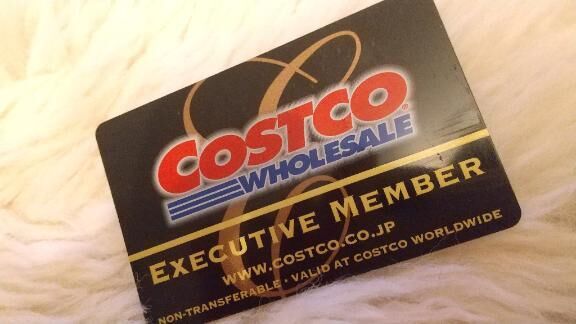 COSTCO®
WHOLESALE
EXECUTIVE MEMBER
WWW.COSTCO.CO.JP
NON-TRANSFERABLE · VALID AT COSTCO WORLDWIDE